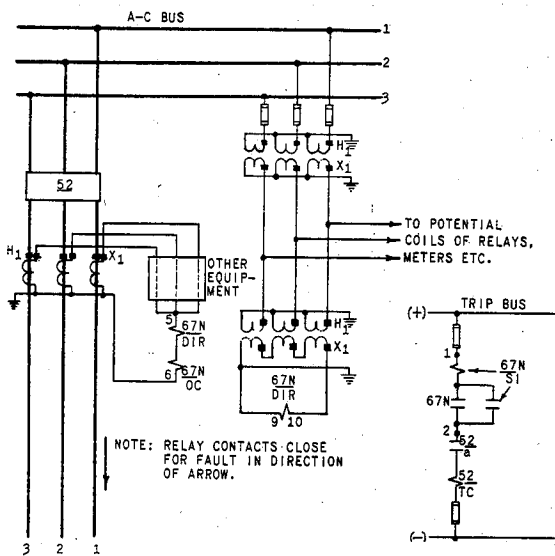 A-C BUS
1
2
3
H1
X1
52
H1
X1
OTHER
EQUIP-
MENT
TO POTENTIAL
COILS OF RELAYS,
METERS ETC.
5
67N
DIR
6
67N
OC
H1
X1
67N
DIR
9 10
(+)
TRIP BUS
1
67N
SI
67N
2
52
a
52
TC
(-)
NOTE: RELAY CONTACTS CLOSE
FOR FAULT IN DIRECTION
OF ARROW.
3 2 1